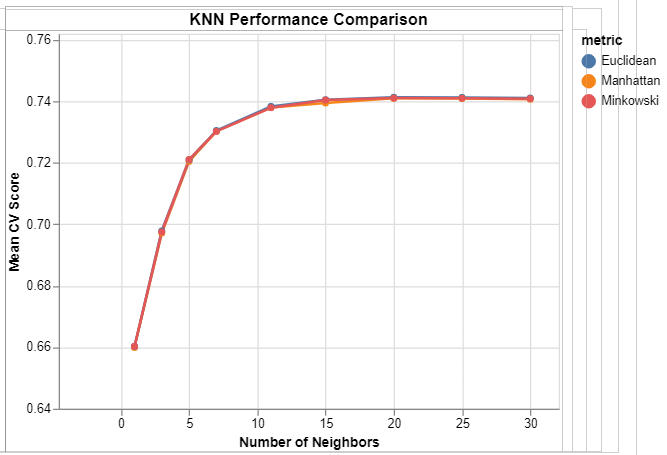 KNN Performance Comparison
metric
Euclidean
Manhattan
Minkowski
Mean CV Score
0.76
0.74
0.72
0.70
0.68
0.66
0.64
0
5
10
15
20
25
30
Number of Neighbors